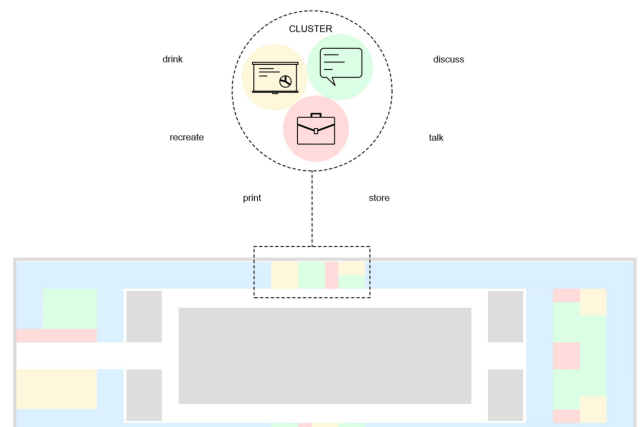 CLUSTER
drink
discuss
recreate
talk
print
store